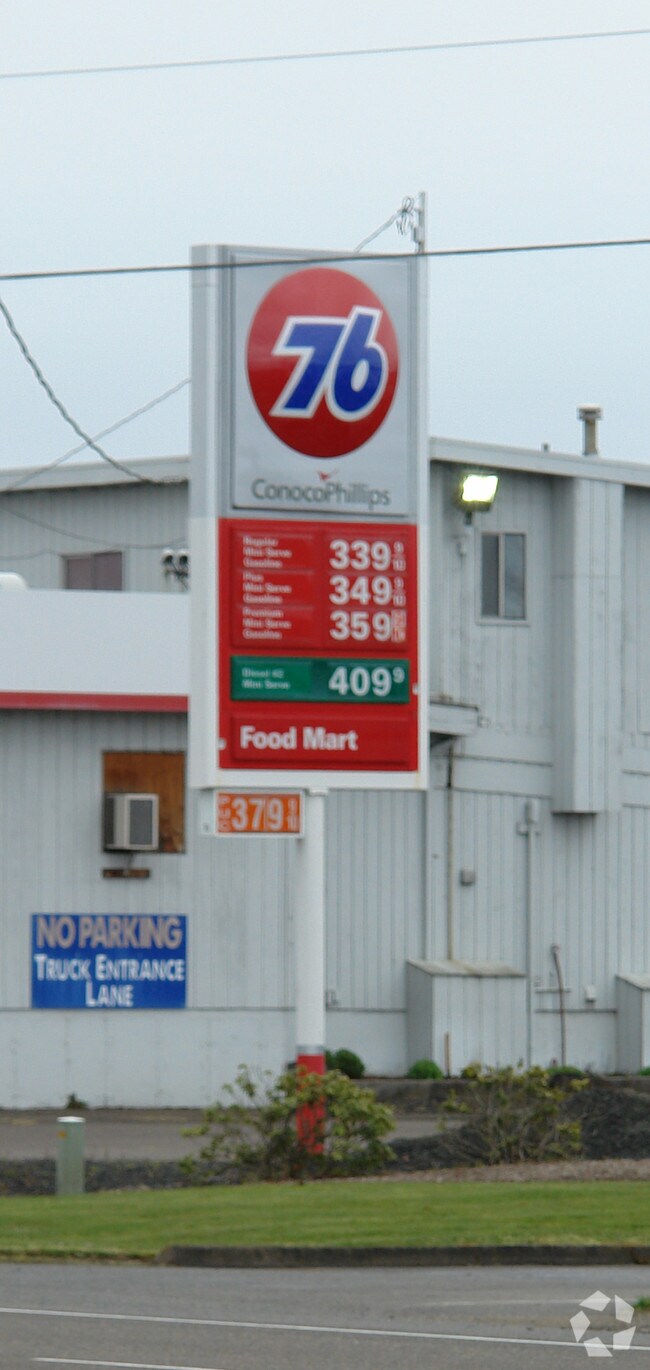 76
ConocoPhillips
Regular
Mini Serve
Gasoline
339 9/10
Plus
Mini Serve
Gasoline
349 9/10
Premium
Mini Serve
Gasoline
359
Diesel #2
Mini Serve
409 9
Food Mart
379 9/10
NO PARKING
TRUCK ENTRANCE
LANE